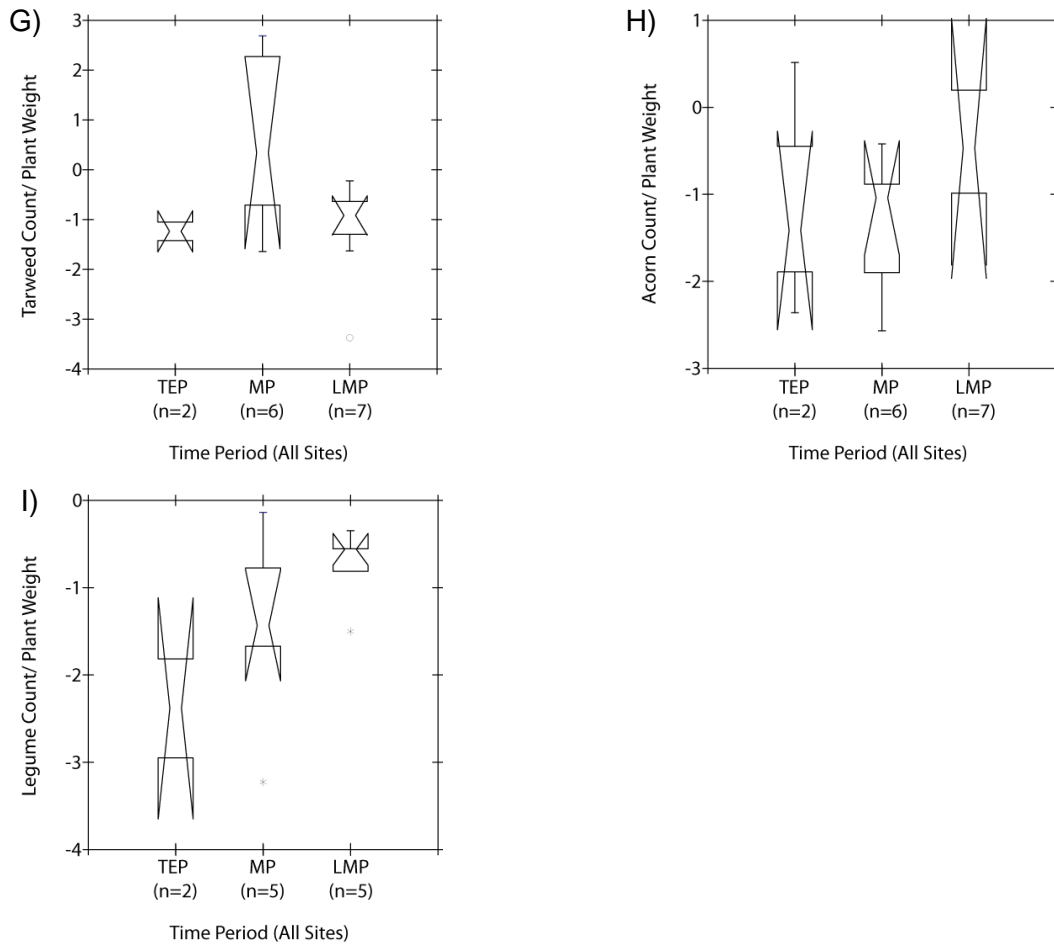 G)
Tarweed Count/ Plant Weight
3
2
1
0
-1
-2
-3
-4
TEP MP LMP
(n=2) (n=6) (n=7)
Time Period (All Sites)
H)
Acorn Count/ Plant Weight
1
0
-1
-2
-3
TEP MP LMP
(n=2) (n=6) (n=7)
Time Period (All Sites)
I)
Legume Count/ Plant Weight
0
-1
-2
-3
-4
TEP MP LMP
(n=2) (n=5) (n=5)
Time Period (All Sites)